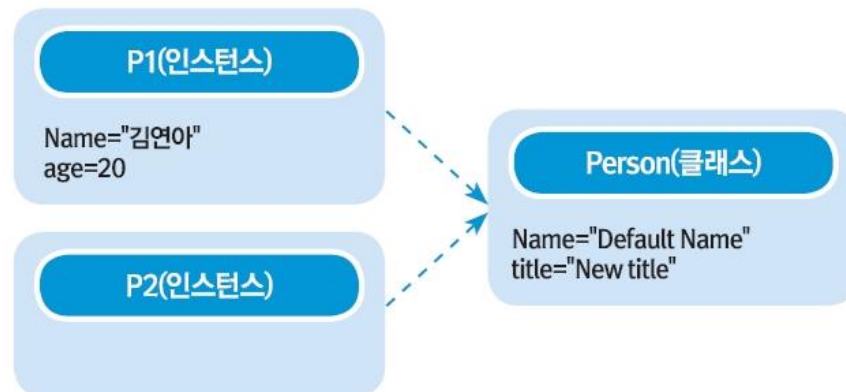 P1(인스턴스)
Name="김연아"
age=20
P2(인스턴스)
Person(클래스)
Name="Default Name"
title="New title"